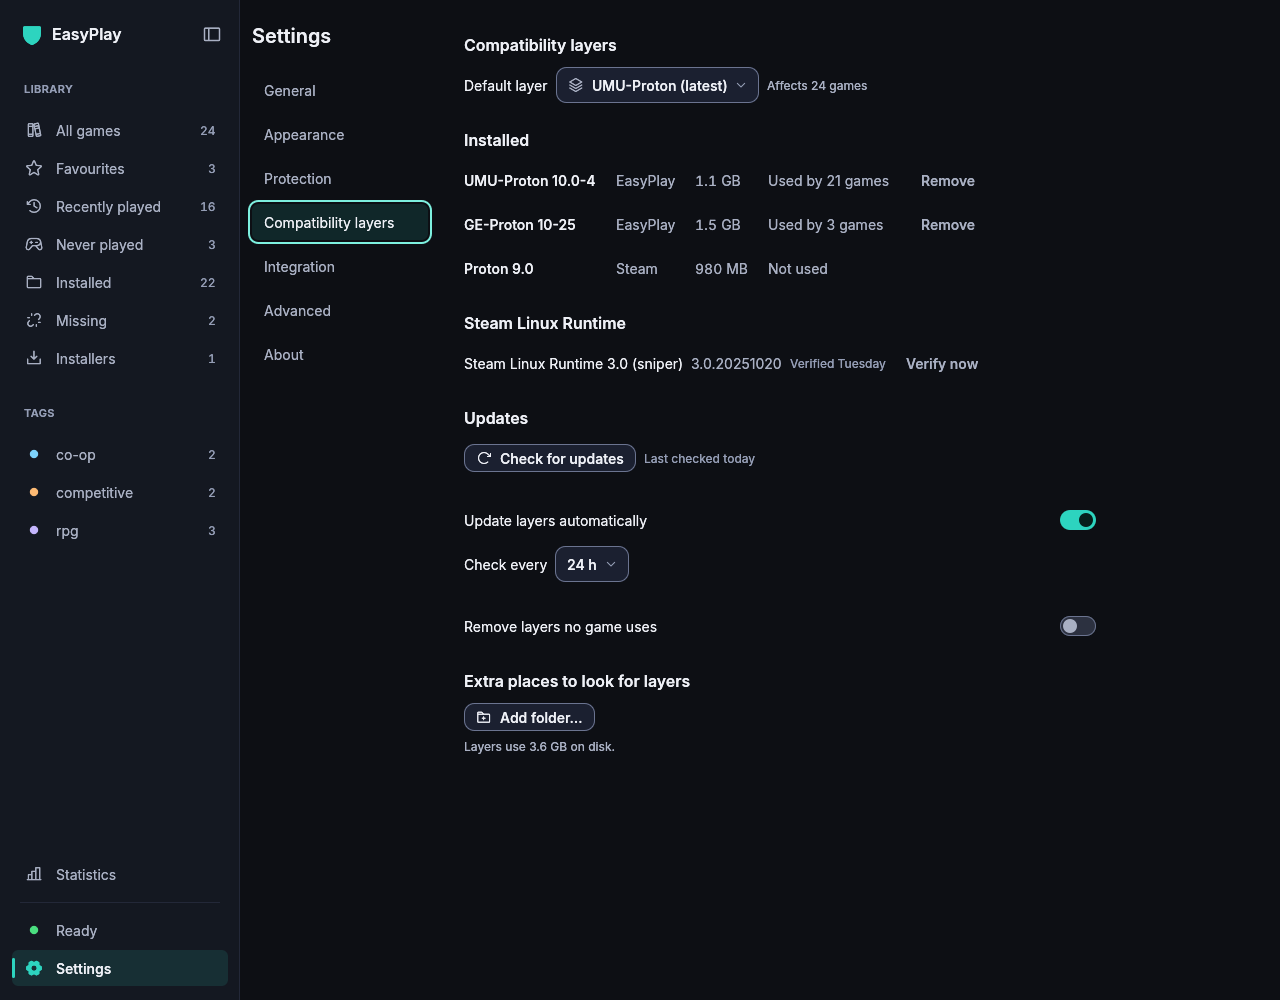 EasyPlay
LIBRARY
All games 24
Favourites 3
Recently played 16
Never played 3
Installed 22
Missing 2
Installers 1
TAGS
co-op 2
competitive 2
rpg 3
Statistics
Ready
Settings
Settings
General
Appearance
Protection
Compatibility layers
Integration
Advanced
About
Compatibility layers
Default layer UMU-Proton (latest) Affects 24 games
Installed
UMU-Proton 10.0-4 EasyPlay 1.1 GB Used by 21 games Remove
GE-Proton 10-25 EasyPlay 1.5 GB Used by 3 games Remove
Proton 9.0 Steam 980 MB Not used
Steam Linux Runtime
Steam Linux Runtime 3.0 (sniper) 3.0.20251020 Verified Tuesday Verify now
Updates
Check for updates Last checked today
Update layers automatically
Check every 24 h
Remove layers no game uses
Extra places to look for layers
Add folder...
Layers use 3.6 GB on disk.